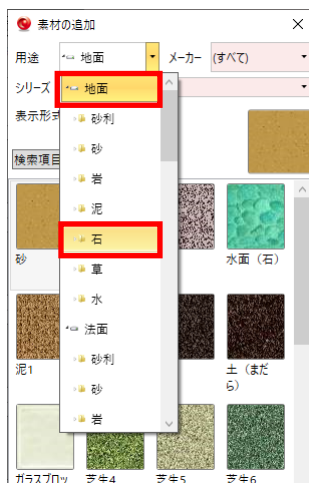 素材の追加
用途 地面 メーカー (すべて)
シリーズ
地面
表示形式
砂利
砂
岩
検索項目
泥
石
砂
水面（石）
草
水
法面
砂利
泥1
土（まだら）
砂
岩
ガラスブロッ
芝生4
芝生5
芝生6